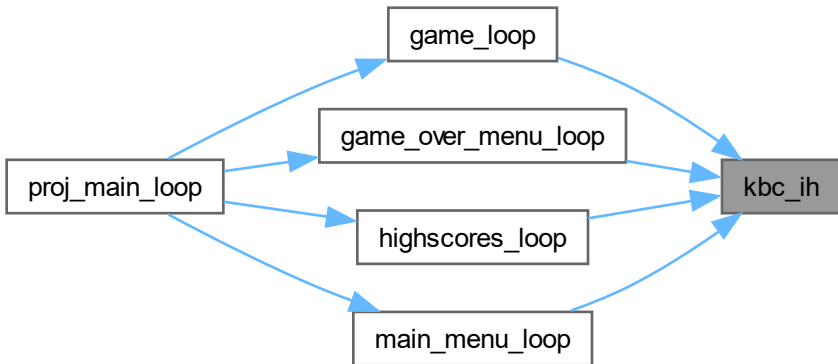 game_loop
game_over_menu_loop
proj_main_loop
kbc_ih
highscores_loop
main_menu_loop